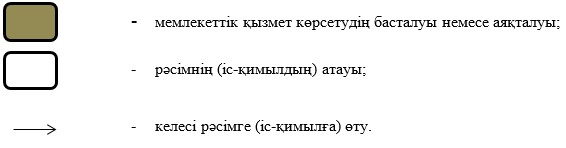 - мемлекеттік қызмет көрсетудің басталуы немесе аяқталуы;
- рәсімнің (іс-қимылдың) атауы;
- келесі рәсімге (іс-қимылға) өту.